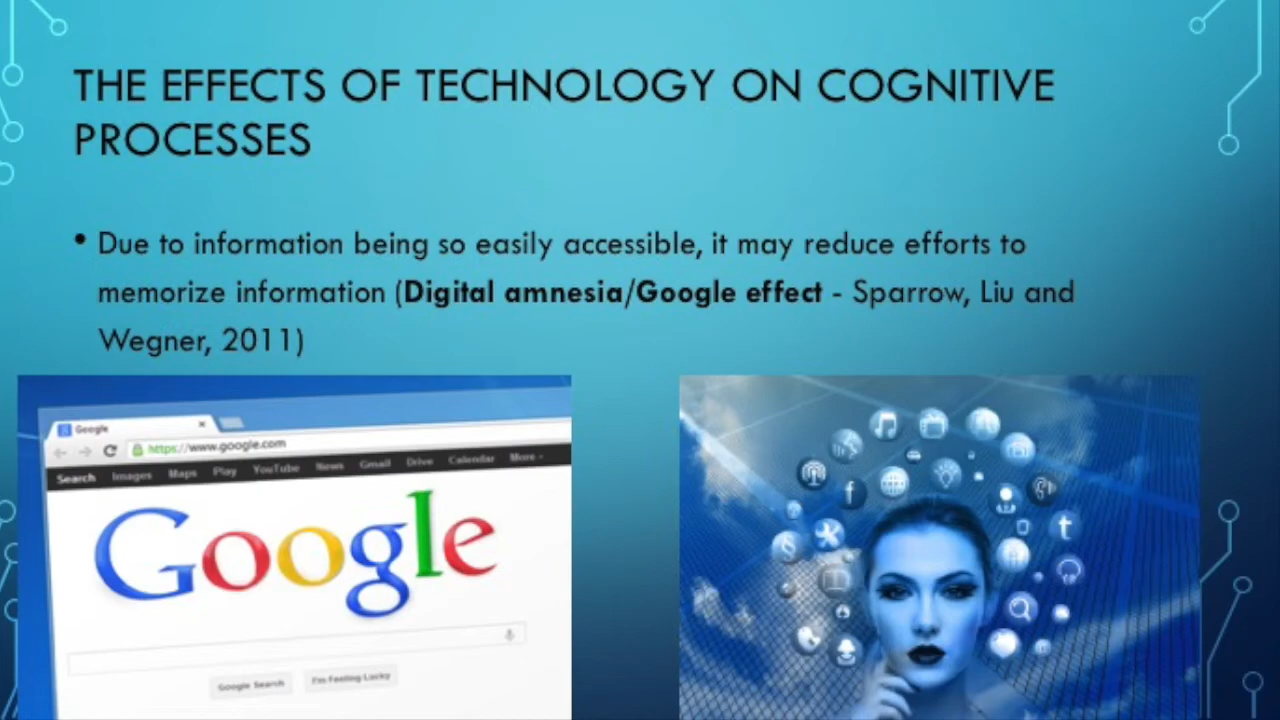 THE EFFECTS OF TECHNOLOGY ON COGNITIVE
PROCESSES
• Due to information being so easily accessible, it may reduce efforts to
memorize information (Digital amnesia/Google effect - Sparrow, Liu and
Wegner, 2011)
Google
https://www.google.com
Search Images Maps Play YouTube News Gmail Drive Calendar More
Google
Google Search I'm Feeling Lucky
f
t